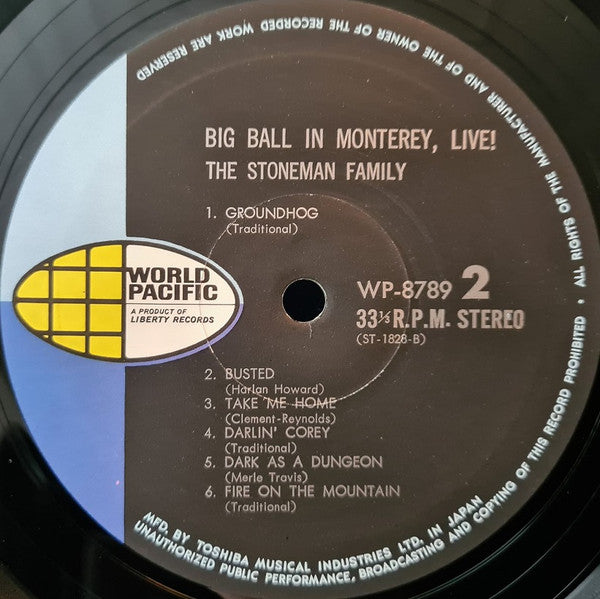 BIG BALL IN MONTEREY, LIVE!
THE STONEMAN FAMILY
1. GROUNDHOG
(Traditional)
WORLD
PACIFIC
A PRODUCT OF
LIBERTY RECORDS
WP-8789 2
33⅓ R.P.M. STEREO
(ST-1828-B)
2. BUSTED
(Harlan Howard)
3. TAKE ME HOME
(Clement-Reynolds)
4. DARLIN' COREY
(Traditional)
5. DARK AS A DUNGEON
(Merle Travis)
6. FIRE ON THE MOUNTAIN
(Traditional)
MFD. BY TOSHIBA MUSICAL INDUSTRIES LTD. IN JAPAN
UNAUTHORIZED PUBLIC PERFORMANCE, BROADCASTING AND COPYING OF THIS RECORD PROHIBITED • ALL RIGHTS OF THE MANUFACTURER AND OF THE OWNER OF THE RECORDED WORK ARE RESERVED